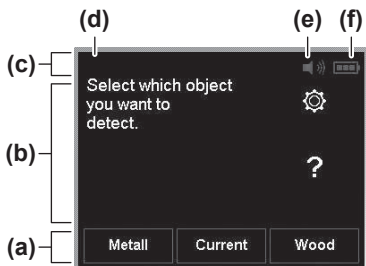 (d) (e) (f)
(c)
Select which object
you want to
detect.
(b)
?
(a)
Metall Current Wood